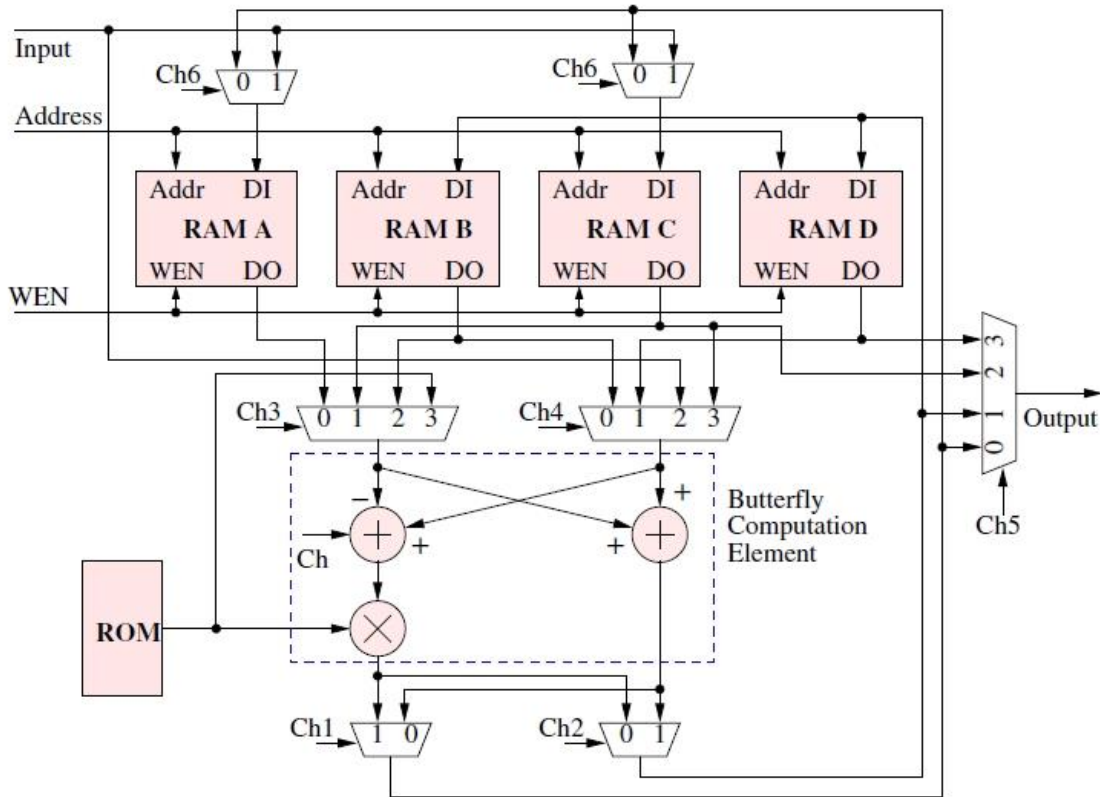 Input
Ch6
0 1
Ch6
0 1
Address
Addr DI
RAM A
WEN DO
Addr DI
RAM B
WEN DO
Addr DI
RAM C
WEN DO
Addr DI
RAM D
WEN DO
WEN
Ch3
0 1 2 3
Ch4
0 1 2 3
3
2
1
0
Output
Ch5
−
+
+
+
Ch
+
+
Butterfly
Computation
Element
ROM
×
Ch1
1 0
Ch2
0 1